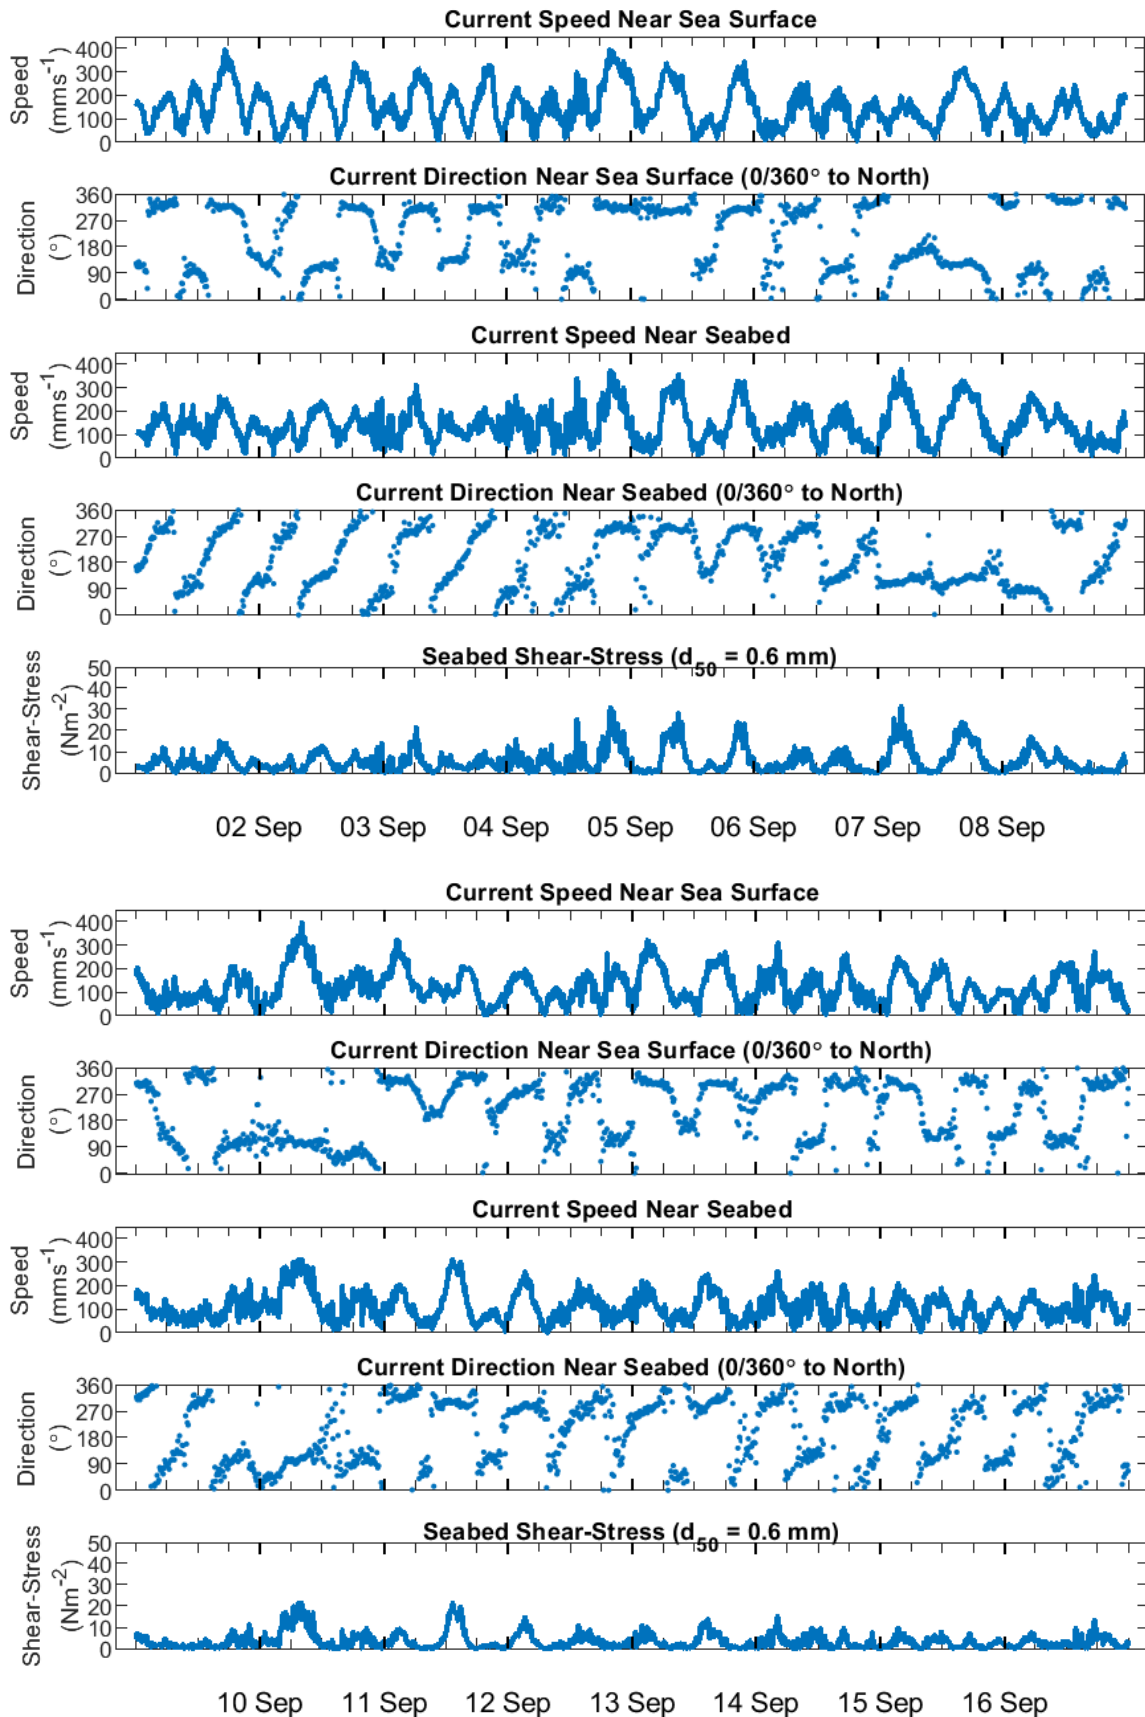 Current Speed Near Sea Surface
Speed
(mms⁻¹)
400
300
200
100
0
Current Direction Near Sea Surface (0/360° to North)
Direction
(°)
360
270
180
90
0
Current Speed Near Seabed
Speed
(mms⁻¹)
400
300
200
100
0
Current Direction Near Seabed (0/360° to North)
Direction
(°)
360
270
180
90
0
Seabed Shear-Stress (d₅₀ = 0.6 mm)
Shear-Stress
(Nm⁻²)
50
40
30
20
10
0
02 Sep 03 Sep 04 Sep 05 Sep 06 Sep 07 Sep 08 Sep
Current Speed Near Sea Surface
Speed
(mms⁻¹)
400
300
200
100
0
Current Direction Near Sea Surface (0/360° to North)
Direction
(°)
360
270
180
90
0
Current Speed Near Seabed
Speed
(mms⁻¹)
400
300
200
100
0
Current Direction Near Seabed (0/360° to North)
Direction
(°)
360
270
180
90
0
Seabed Shear-Stress (d₅₀ = 0.6 mm)
Shear-Stress
(Nm⁻²)
50
40
30
20
10
0
10 Sep 11 Sep 12 Sep 13 Sep 14 Sep 15 Sep 16 Sep